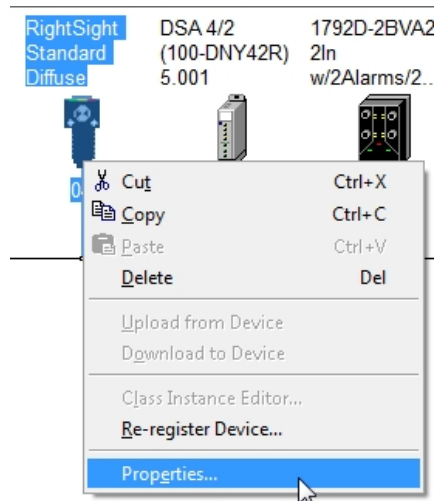 RightSight
Standard
Diffuse
DSA 4/2
(100-DNY42R)
5.001
1792D-2BVA2
2In
w/2Alarms/2...
Cut Ctrl+X
Copy Ctrl+C
Paste Ctrl+V
Delete Del
Upload from Device
Download to Device
Class Instance Editor...
Re-register Device...
Properties...